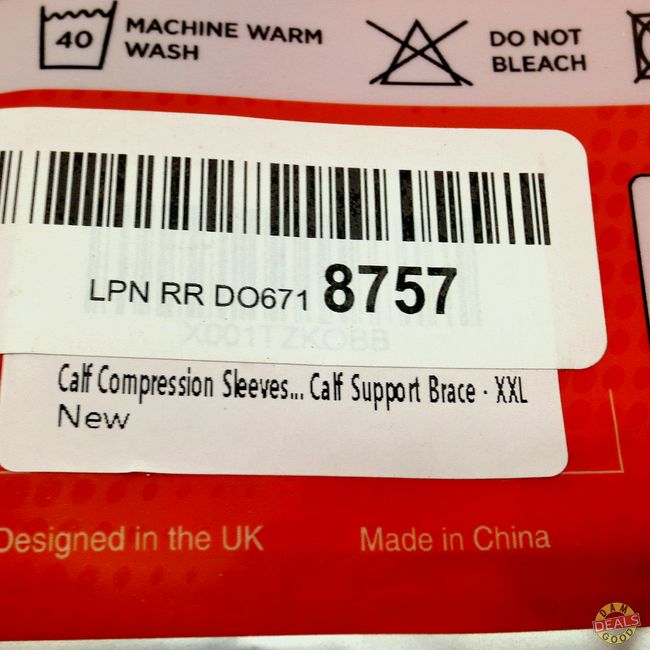 40
MACHINE WARM
WASH
DO NOT
BLEACH
LPN RR DO671 8757
X001TZKOBB
Calf Compression Sleeves... Calf Support Brace - XXL
New
Designed in the UK
Made in China
DAM
DEALS
GOOD